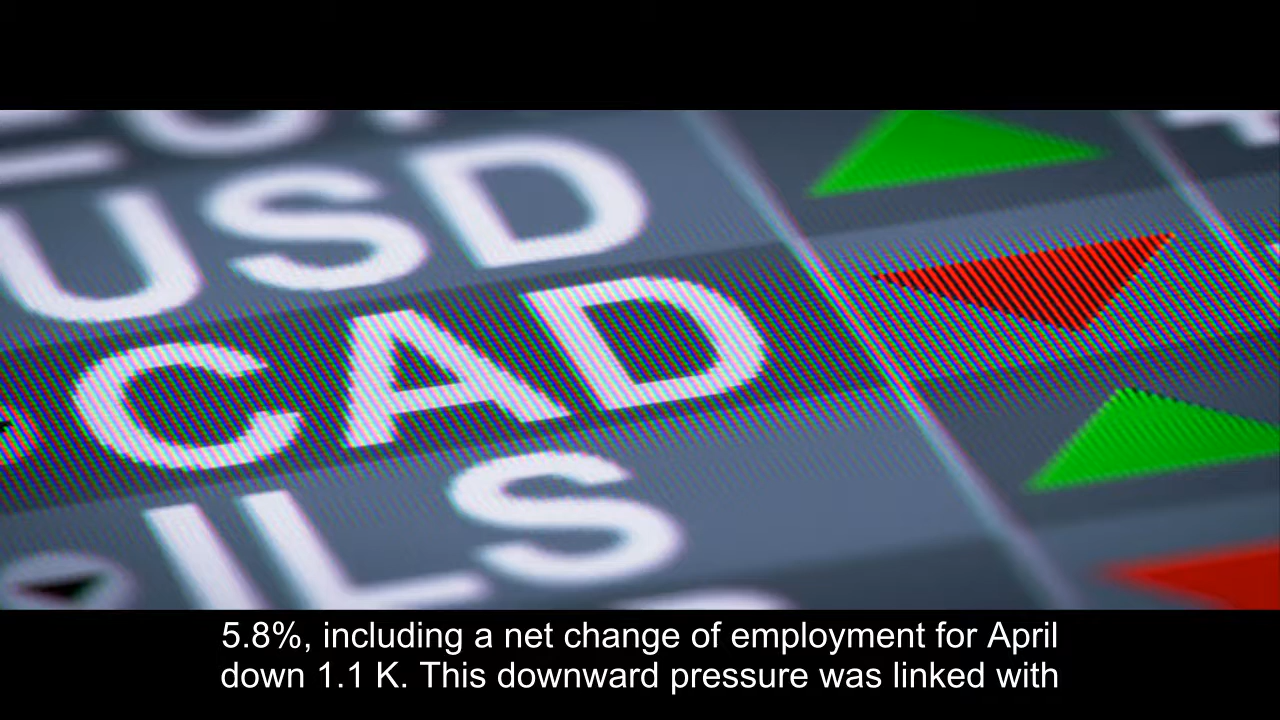 USD
CAD
ILS
5.8%, including a net change of employment for April
down 1.1 K. This downward pressure was linked with